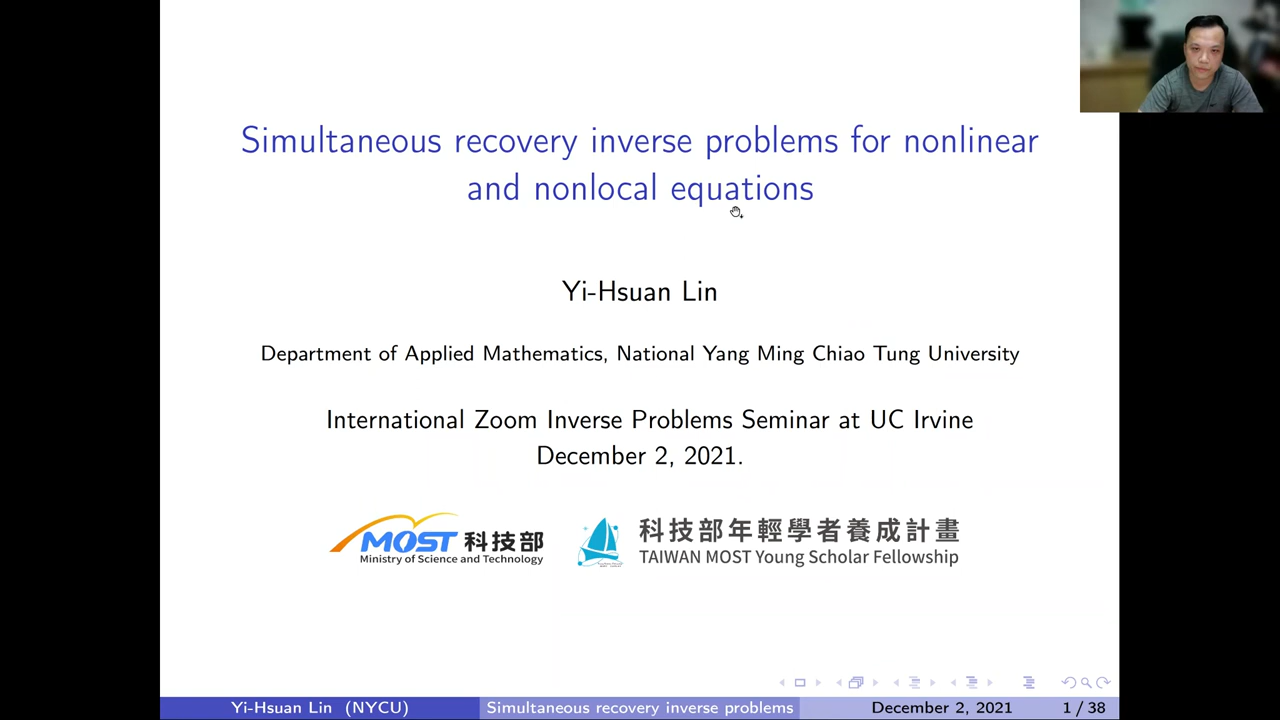 Simultaneous recovery inverse problems for nonlinear
and nonlocal equations
Yi-Hsuan Lin
Department of Applied Mathematics, National Yang Ming Chiao Tung University
International Zoom Inverse Problems Seminar at UC Irvine
December 2, 2021.
MOST 科技部
Ministry of Science and Technology
科技部年輕學者養成計畫
TAIWAN MOST Young Scholar Fellowship
Yi-Hsuan Lin (NYCU) Simultaneous recovery inverse problems December 2, 2021 1 / 38